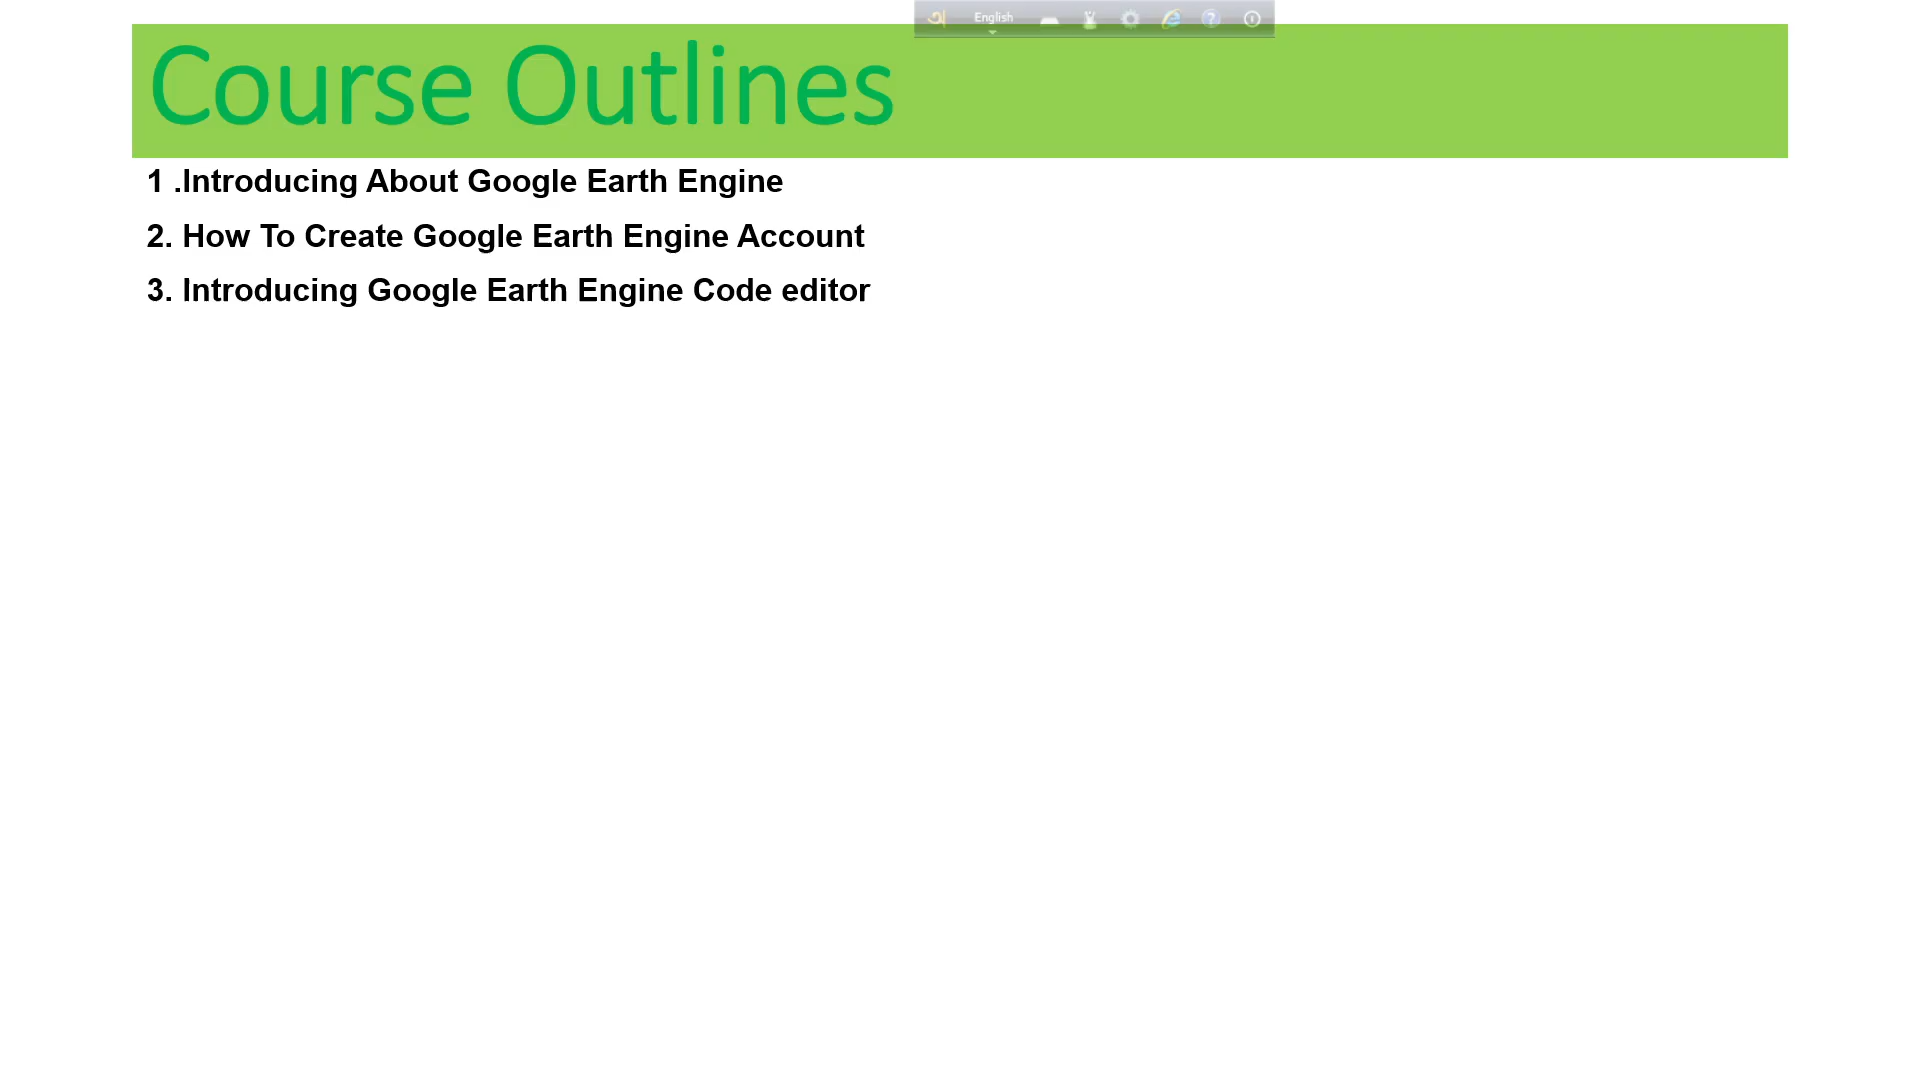 অ English ?
Course Outlines
1 .Introducing About Google Earth Engine
2. How To Create Google Earth Engine Account
3. Introducing Google Earth Engine Code editor